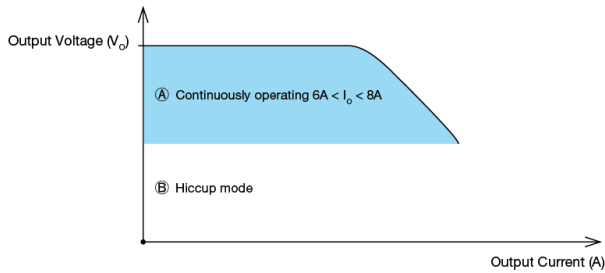 Output Voltage (Vo)
Ⓐ Continuously operating 6A < Io < 8A
Ⓑ Hiccup mode
Output Current (A)